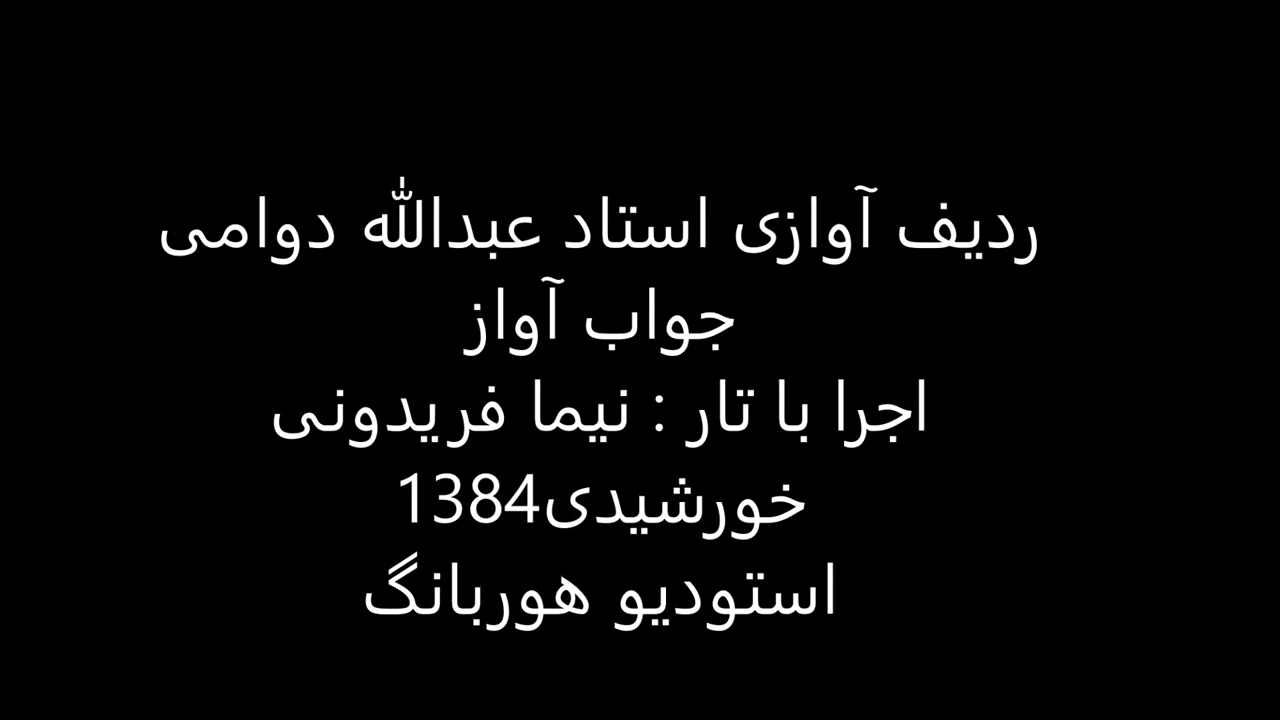 ردیف آوازی استاد عبدالله دوامی
جواب آواز
اجرا با تار : نیما فریدونی
خورشیدی1384
استودیو هوربانگ